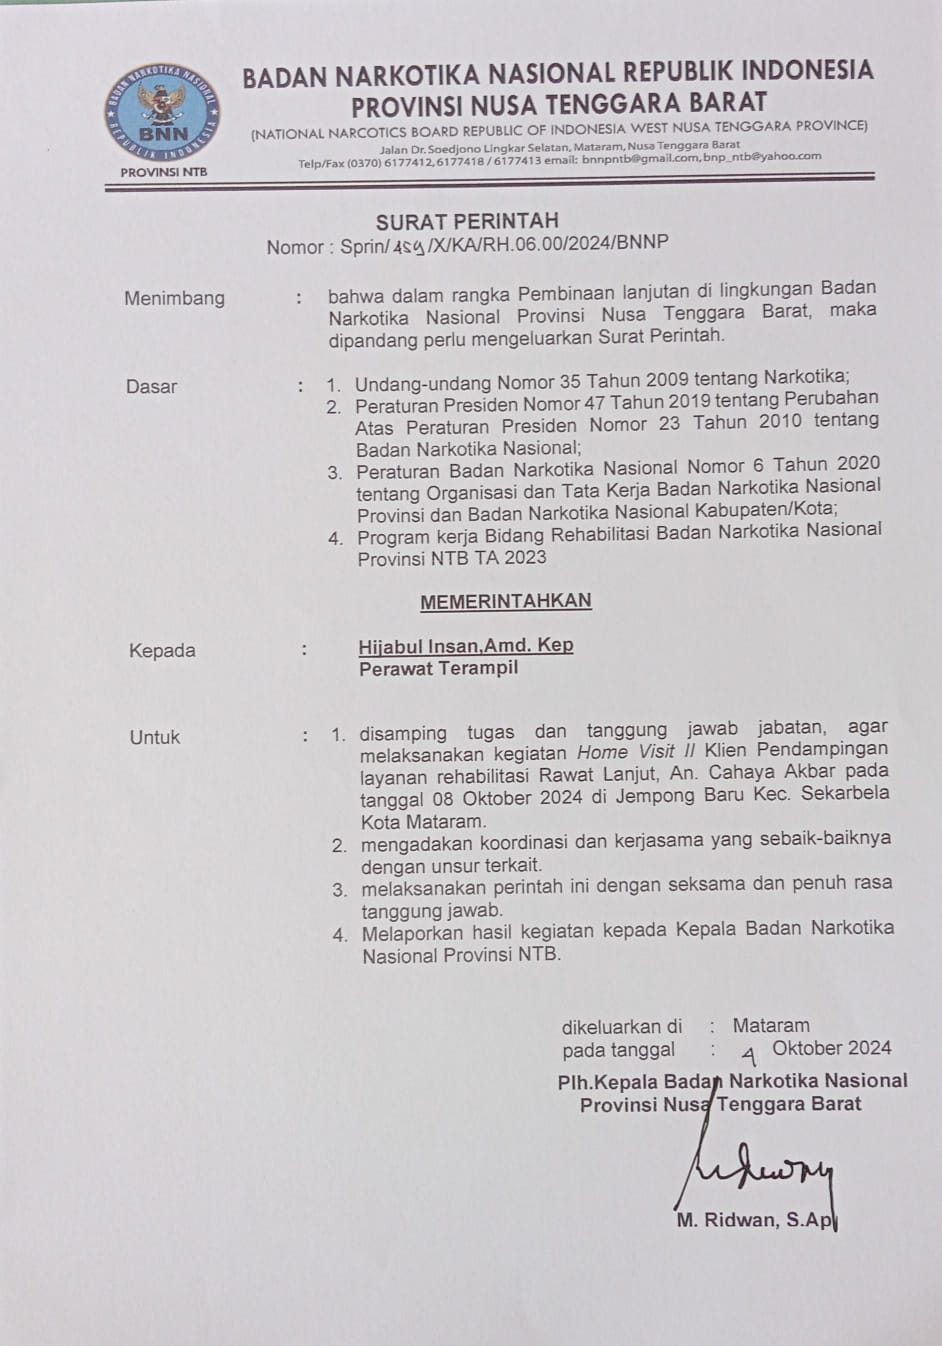 BADAN NARKOTIKA NASIONAL
REPUBLIK INDONESIA
BNN
PROVINSI NTB
BADAN NARKOTIKA NASIONAL REPUBLIK INDONESIA
PROVINSI NUSA TENGGARA BARAT
(NATIONAL NARCOTICS BOARD REPUBLIC OF INDONESIA WEST NUSA TENGGARA PROVINCE)
Jalan Dr. Soedjono Lingkar Selatan, Mataram, Nusa Tenggara Barat
Telp/Fax (0370) 6177412, 6177418 / 6177413 email: bnnpntb@gmail.com, bnp_ntb@yahoo.com
SURAT PERINTAH
Nomor : Sprin/ /X/KA/RH.06.00/2024/BNNP
Menimbang : bahwa dalam rangka Pembinaan lanjutan di lingkungan Badan
Narkotika Nasional Provinsi Nusa Tenggara Barat, maka
dipandang perlu mengeluarkan Surat Perintah.
Dasar : 1. Undang-undang Nomor 35 Tahun 2009 tentang Narkotika;
2. Peraturan Presiden Nomor 47 Tahun 2019 tentang Perubahan
Atas Peraturan Presiden Nomor 23 Tahun 2010 tentang
Badan Narkotika Nasional;
3. Peraturan Badan Narkotika Nasional Nomor 6 Tahun 2020
tentang Organisasi dan Tata Kerja Badan Narkotika Nasional
Provinsi dan Badan Narkotika Nasional Kabupaten/Kota;
4. Program kerja Bidang Rehabilitasi Badan Narkotika Nasional
Provinsi NTB TA 2023
MEMERINTAHKAN
Kepada : Hijabul Insan,Amd. Kep
Perawat Terampil
Untuk : 1. disamping tugas dan tanggung jawab jabatan, agar
melaksanakan kegiatan Home Visit II Klien Pendampingan
layanan rehabilitasi Rawat Lanjut, An. Cahaya Akbar pada
tanggal 08 Oktober 2024 di Jempong Baru Kec. Sekarbela
Kota Mataram.
2. mengadakan koordinasi dan kerjasama yang sebaik-baiknya
dengan unsur terkait.
3. melaksanakan perintah ini dengan seksama dan penuh rasa
tanggung jawab.
4. Melaporkan hasil kegiatan kepada Kepala Badan Narkotika
Nasional Provinsi NTB.
dikeluarkan di : Mataram
pada tanggal : Oktober 2024
Plh.Kepala Badan Narkotika Nasional
Provinsi Nusa Tenggara Barat
M. Ridwan, S.Ap